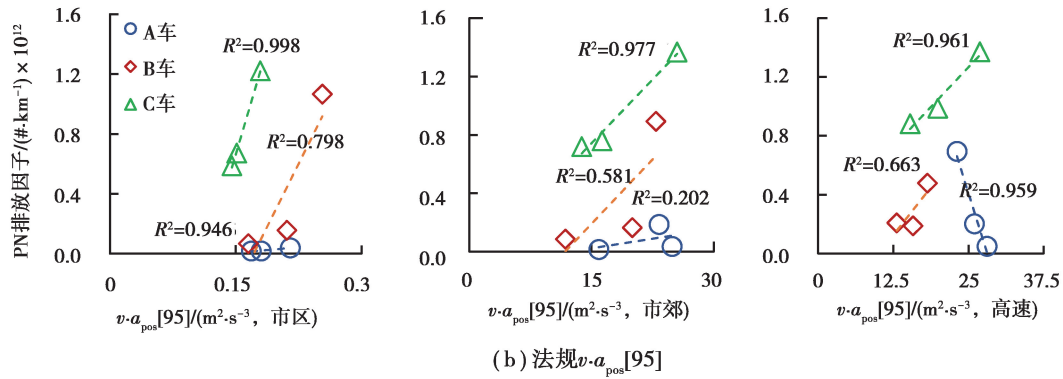 PN排放因子/(#·km⁻¹)×10¹²
1.6
1.2
0.8
0.4
0.0
A车
B车
C车
R²=0.998
R²=0.798
R²=0.946
0
0.15
0.3
v·a_pos[95]/(m²·s⁻³, 市区)
1.6
1.2
0.8
0.4
0.0
R²=0.977
R²=0.581
R²=0.202
15
30
v·a_pos[95]/(m²·s⁻³, 市郊)
1.6
1.2
0.8
0.4
0.0
R²=0.961
R²=0.663
R²=0.959
0
12.5
25
37.5
v·a_pos[95]/(m²·s⁻³, 高速)
(b)法规v·a_pos[95]